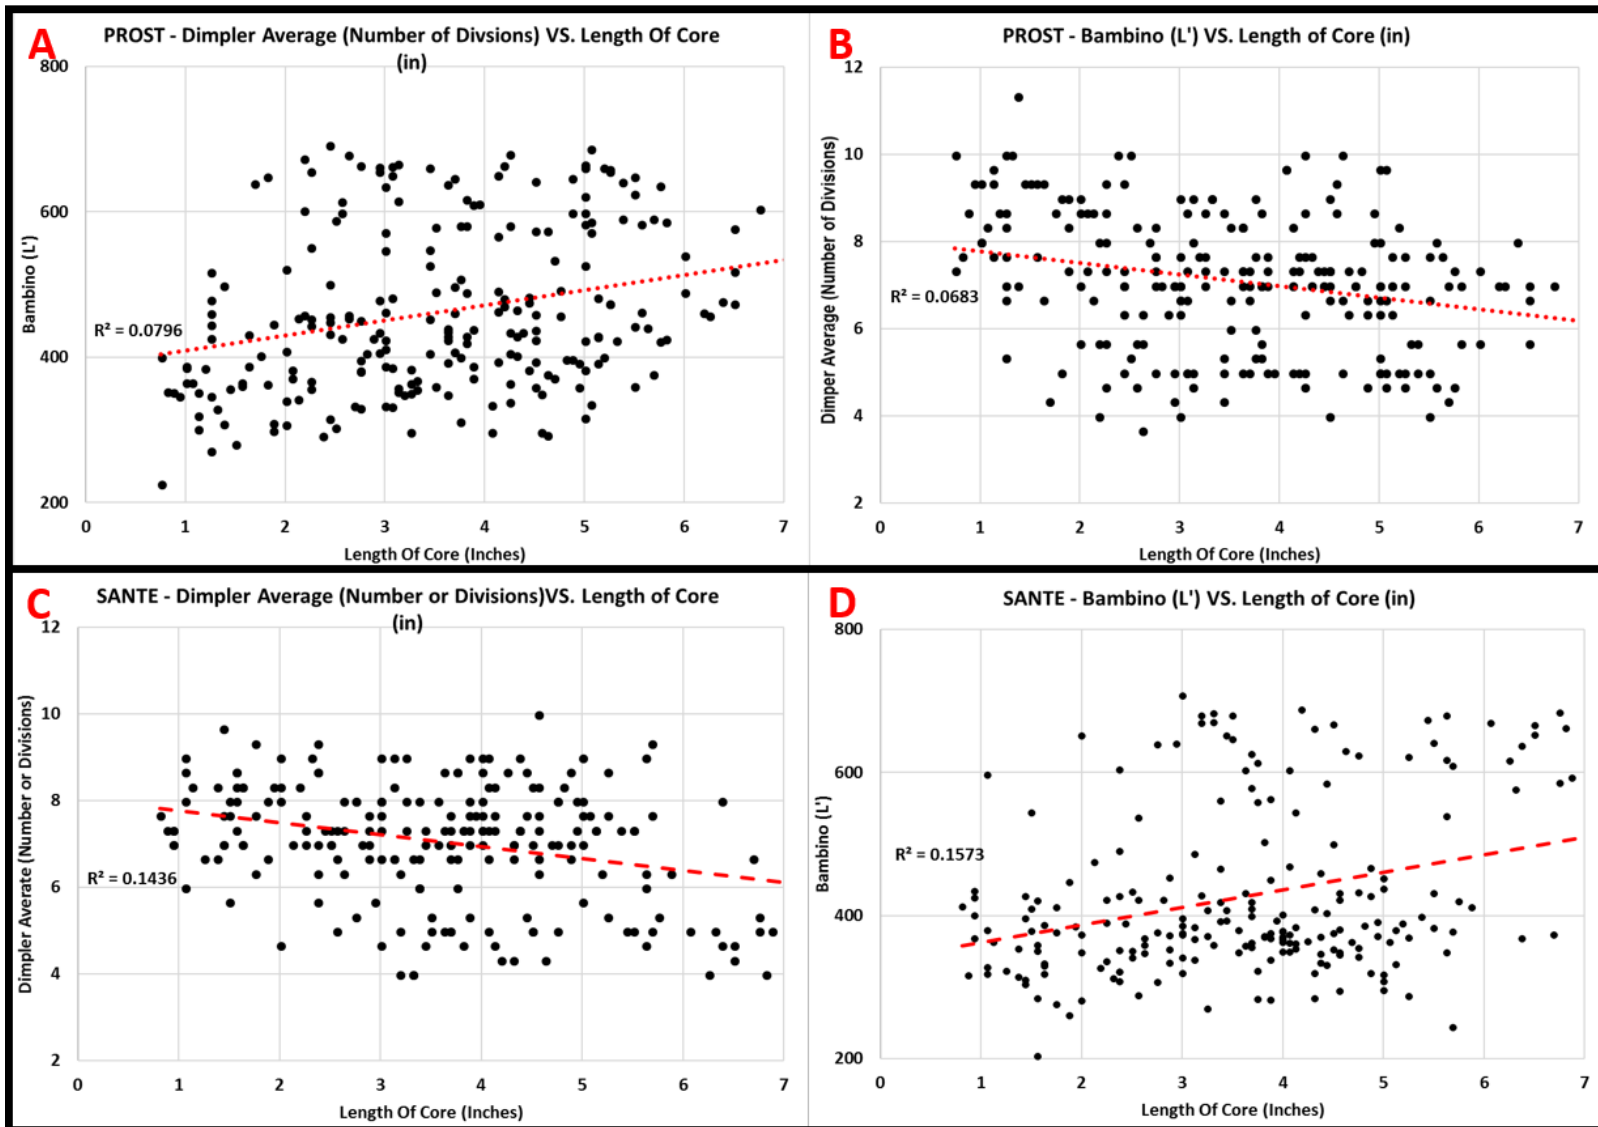 A
PROST - Dimpler Average (Number of Divsions) VS. Length Of Core
(in)
800
600
400
200
Bambino (L')
R² = 0.0796
0 1 2 3 4 5 6 7
Length Of Core (Inches)
B
PROST - Bambino (L') VS. Length of Core (in)
12
10
8
6
4
2
Dimper Average (Number of Divisions)
R² = 0.0683
0 1 2 3 4 5 6 7
Length Of Core (Inches)
C
SANTE - Dimpler Average (Number or Divisions)VS. Length of Core
(in)
12
10
8
6
4
2
Dimpler Averate (Number or Divisions)
R² = 0.1436
0 1 2 3 4 5 6 7
Length Of Core (Inches)
D
SANTE - Bambino (L') VS. Length of Core (in)
800
600
400
200
Bambino (L')
R² = 0.1573
0 1 2 3 4 5 6 7
Length Of Core (Inches)